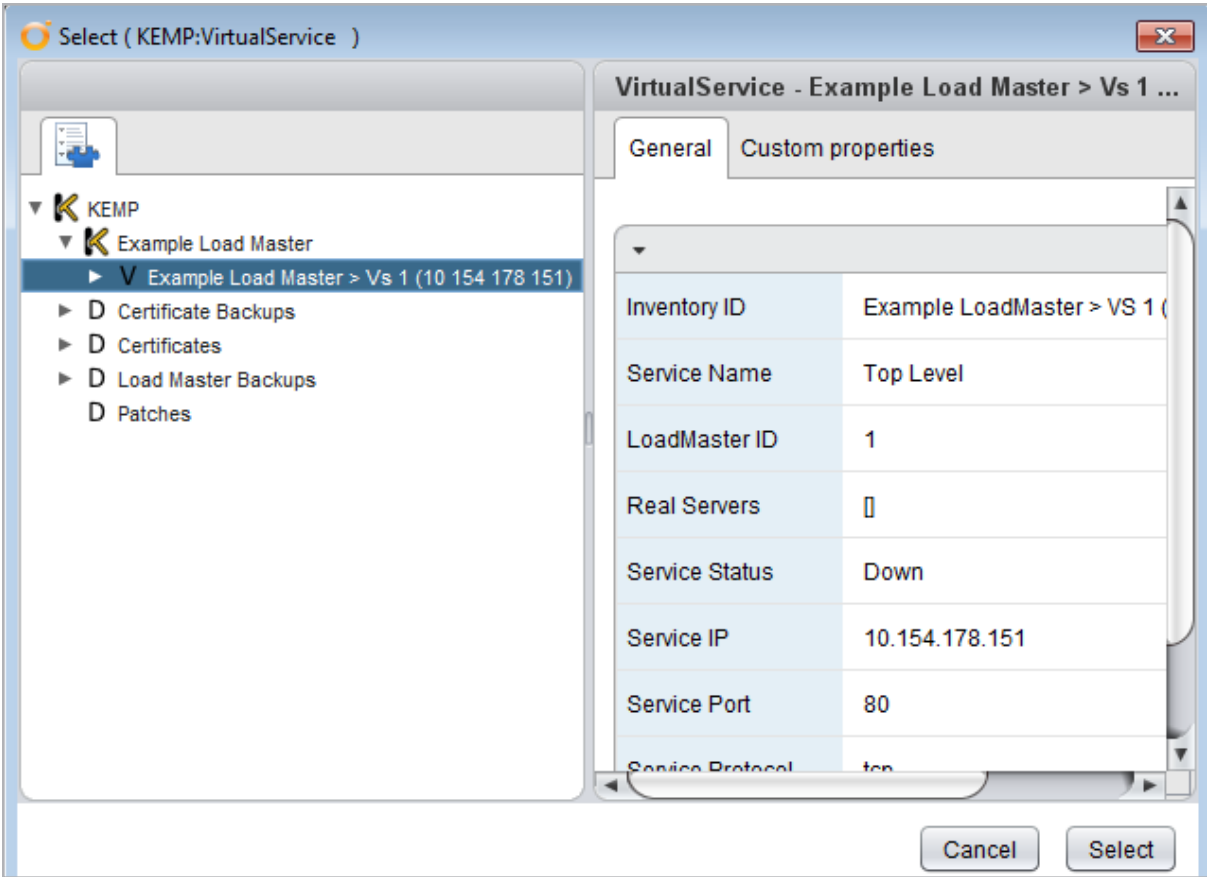 Select ( KEMP:VirtualService )
VirtualService - Example Load Master > Vs 1 ...
General Custom properties
KEMP
Example Load Master
V Example Load Master > Vs 1 (10 154 178 151)
D Certificate Backups
D Certificates
D Load Master Backups
D Patches
Inventory ID Example LoadMaster > VS 1 (
Service Name Top Level
LoadMaster ID 1
Real Servers []
Service Status Down
Service IP 10.154.178.151
Service Port 80
Service Protocol tcp
Cancel Select